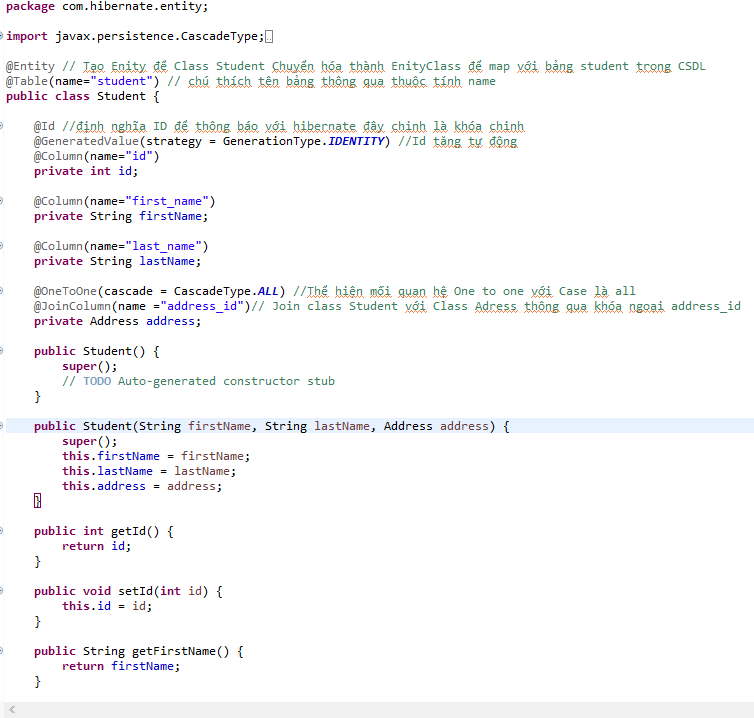 package com.hibernate.entity;
import javax.persistence.CascadeType;
@Entity // Tạo Enity để Class Student Chuyển hóa thành EnityClass để map với bảng student trong CSDL
@Table(name="student") // chú thích tên bảng thông qua thuộc tính name
public class Student {
@Id //định nghĩa ID để thông báo với hibernate đây chinh là khóa chinh
@GeneratedValue(strategy = GenerationType.IDENTITY) //Id tăng tự động
@Column(name="id")
private int id;
@Column(name="first_name")
private String firstName;
@Column(name="last_name")
private String lastName;
@OneToOne(cascade = CascadeType.ALL) //Thể hiện mối quan hệ One to one với Case là all
@JoinColumn(name ="address_id")// Join class Student với Class Adress thông qua khóa ngoại address_id
private Address address;
public Student() {
super();
// TODO Auto-generated constructor stub
}
public Student(String firstName, String lastName, Address address) {
super();
this.firstName = firstName;
this.lastName = lastName;
this.address = address;
}
public int getId() {
return id;
}
public void setId(int id) {
this.id = id;
}
public String getFirstName() {
return firstName;
}